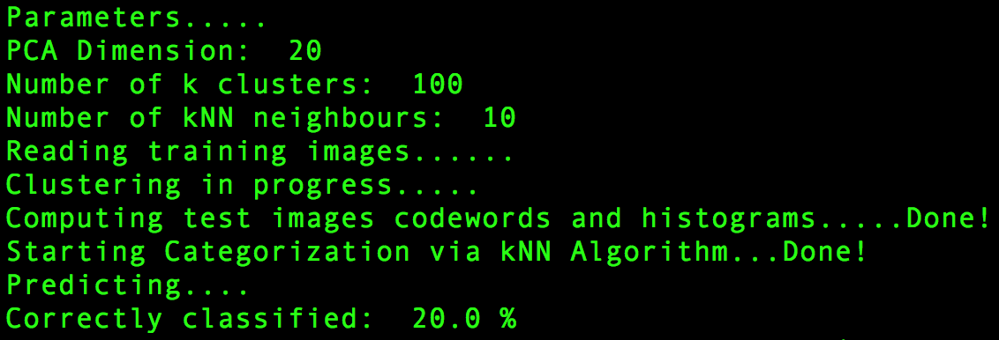 Parameters.....
PCA Dimension:  20
Number of k clusters:  100
Number of kNN neighbours:  10
Reading training images......
Clustering in progress.....
Computing test images codewords and histograms.....Done!
Starting Categorization via kNN Algorithm...Done!
Predicting....
Correctly classified:  20.0 %